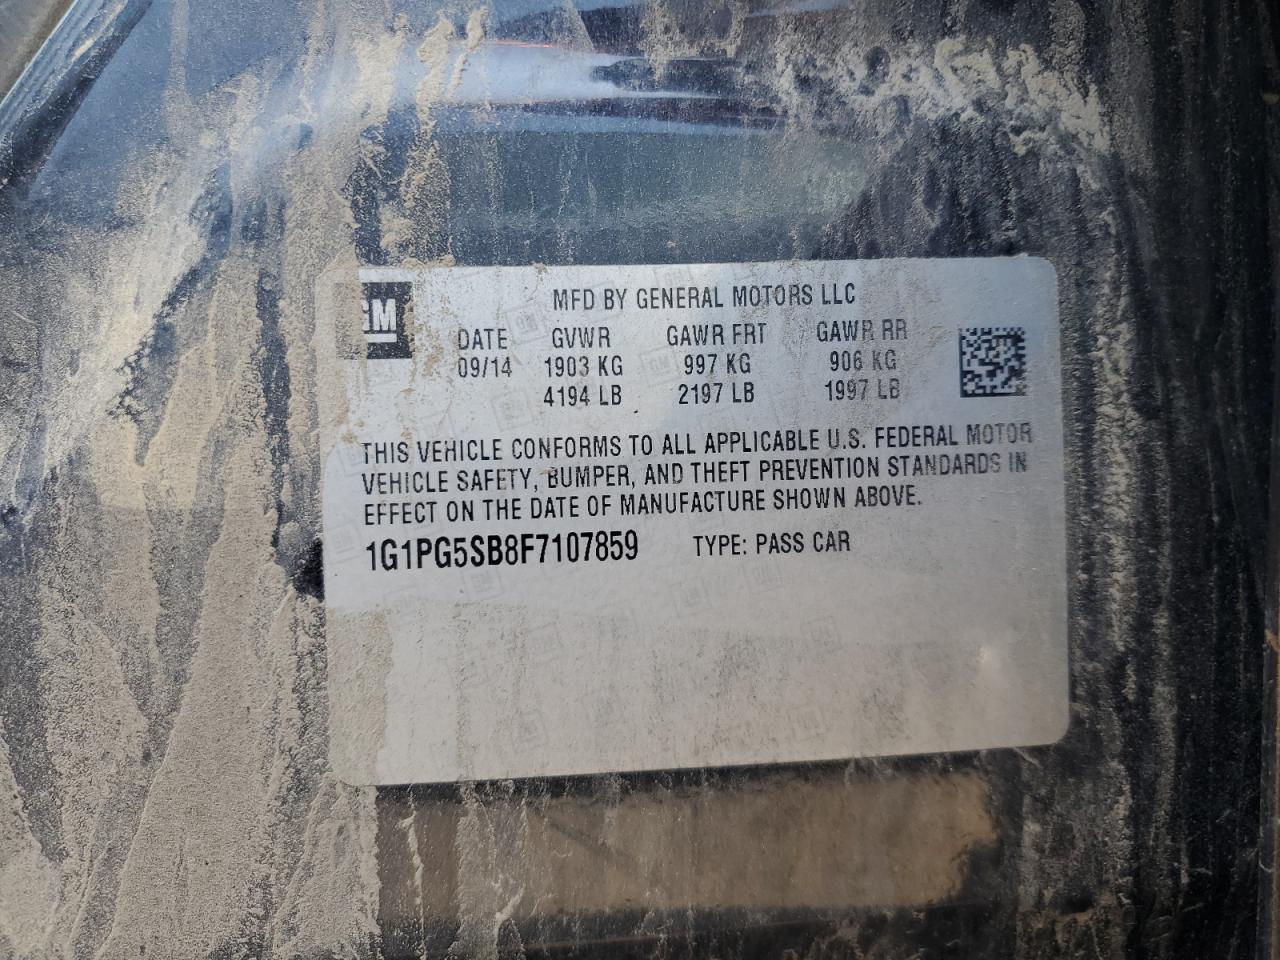 GM
MFD BY GENERAL MOTORS LLC
DATE GVWR GAWR FRT GAWR RR
09/14 1903 KG 997 KG 906 KG
4194 LB 2197 LB 1997 LB
THIS VEHICLE CONFORMS TO ALL APPLICABLE U.S. FEDERAL MOTOR
VEHICLE SAFETY, BUMPER, AND THEFT PREVENTION STANDARDS IN
EFFECT ON THE DATE OF MANUFACTURE SHOWN ABOVE.
1G1PG5SB8F7107859 TYPE: PASS CAR